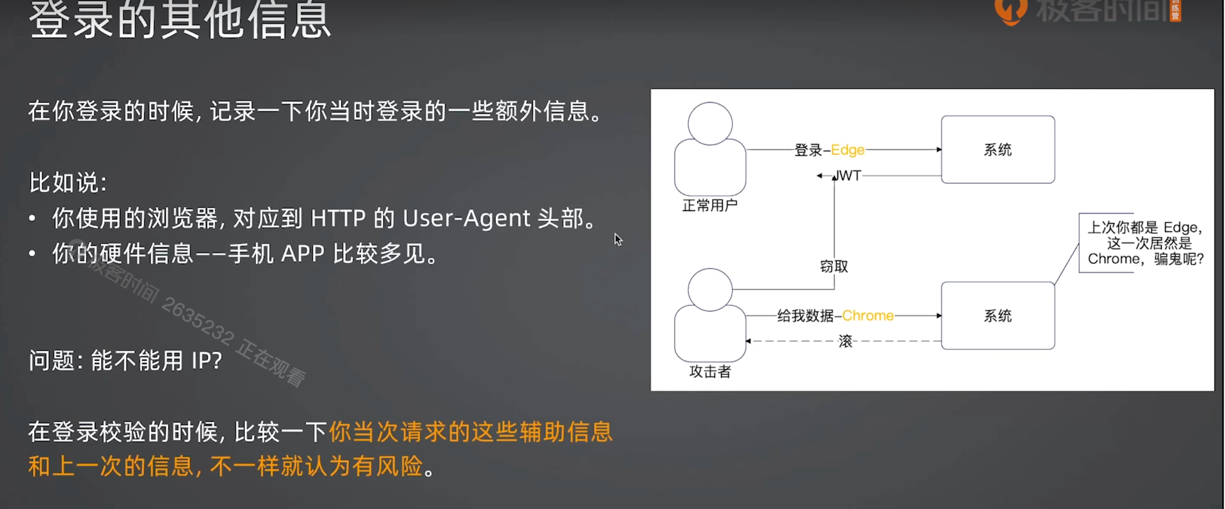 登录的其他信息
极客时间
训练营
在你登录的时候, 记录一下你当时登录的一些额外信息。
比如说:
• 你使用的浏览器, 对应到 HTTP 的 User-Agent 头部。
• 你的硬件信息——手机 APP 比较多见。
极客时间 2635232 正在观看
问题: 能不能用 IP?
在登录校验的时候, 比较一下你当次请求的这些辅助信息
和上一次的信息, 不一样就认为有风险。
登录-Edge
系统
JWT
正常用户
上次你都是 Edge,
这一次居然是
Chrome, 骗鬼呢?
窃取
给我数据-Chrome
系统
滚
攻击者